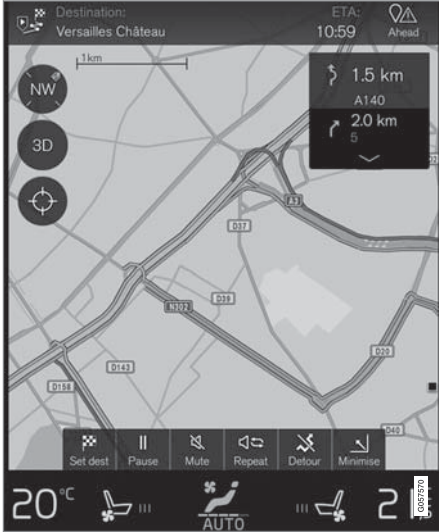 Destination:
Versailles Château
ETA:
10:59
Ahead
1km
NW
1.5 km
A140
2.0 km
5
3D
A3
D37
N302
D39
D20
D143
D158
D40
Set dest
Pause
Mute
Repeat
Detour
Minimise
20°C
AUTO
2
G057570